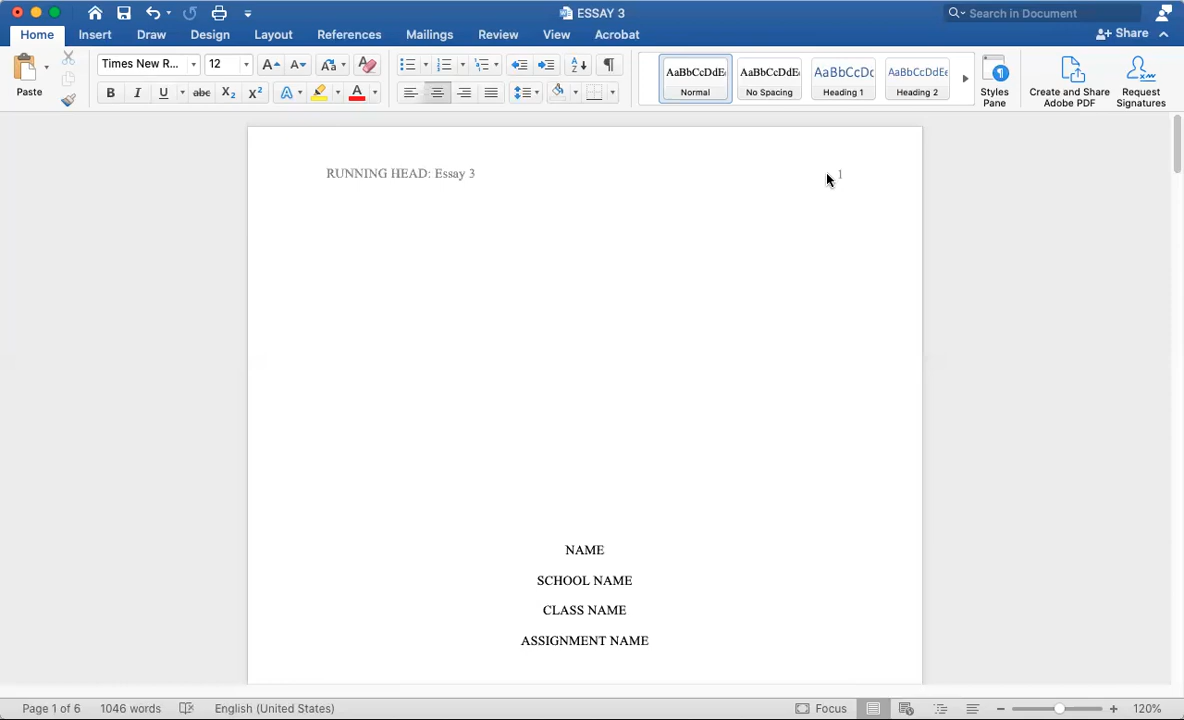 ESSAY 3
Search in Document
Home Insert Draw Design Layout References Mailings Review View Acrobat
Share
Paste
Times New R... 12
AaBbCcDdEe
Normal
AaBbCcDdEe
No Spacing
AaBbCcDc
Heading 1
AaBbCcDdEe
Heading 2
Styles
Pane
Create and Share
Adobe PDF
Request
Signatures
B I U abc X₂ X² A A
RUNNING HEAD: Essay 3 1
NAME
SCHOOL NAME
CLASS NAME
ASSIGNMENT NAME
Page 1 of 6 1046 words English (United States) Focus 120%